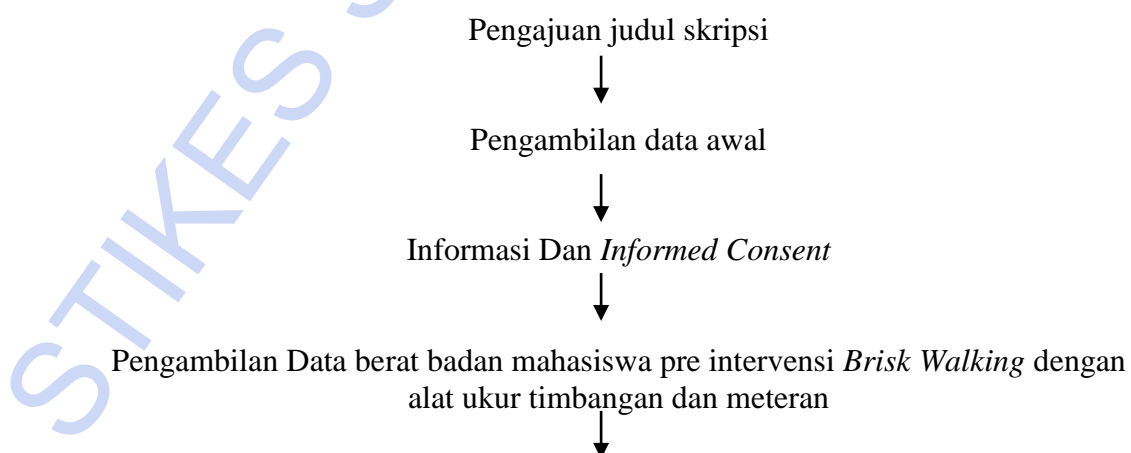 Pengajuan judul skripsi
Pengambilan data awal
Informasi Dan Informed Consent
Pengambilan Data berat badan mahasiswa pre intervensi Brisk Walking dengan
alat ukur timbangan dan meteran
STIKES